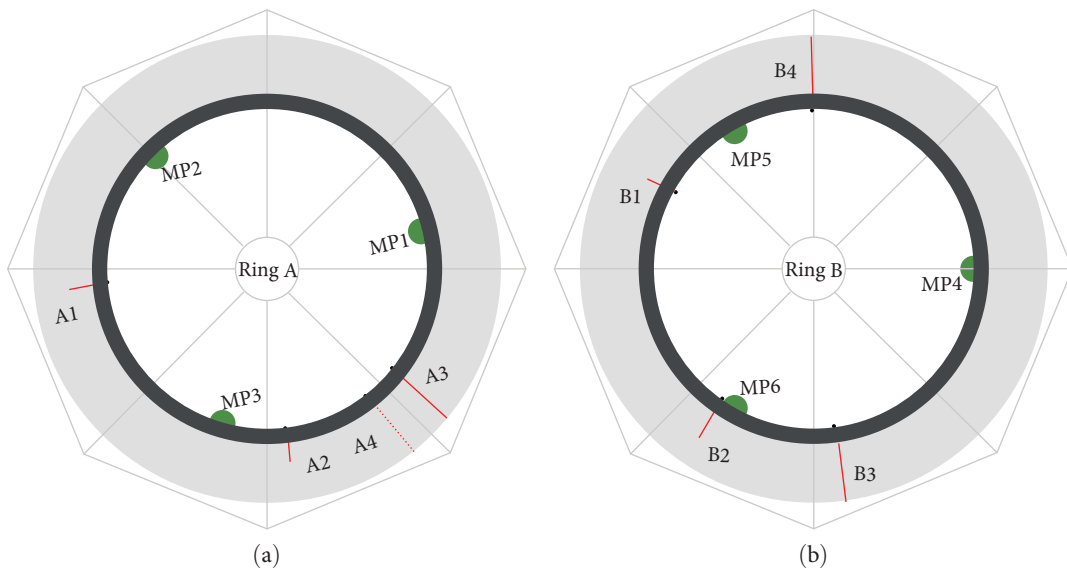 MP2
MP1
Ring A
A1
MP3
A3
A4
A2
(a)
B4
MP5
B1
Ring B
MP4
MP6
B2
B3
(b)